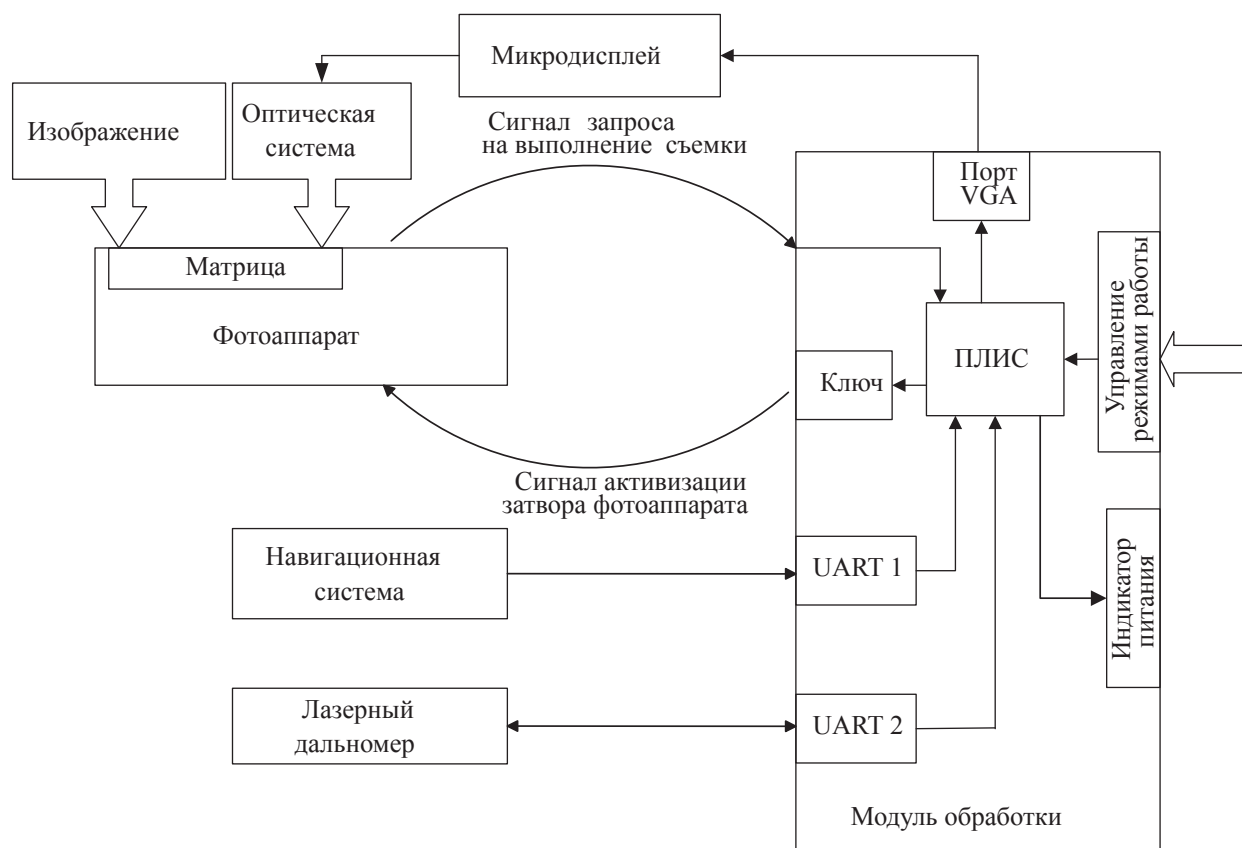 Микродисплей
Изображение
Оптическая
система
Сигнал запроса
на выполнение съемки
Порт
VGA
Матрица
Фотоаппарат
ПЛИС
Ключ
Управление
режимами работы
Сигнал активизации
затвора фотоаппарата
Навигационная
система
UART 1
Индикатор
питания
Лазерный
дальномер
UART 2
Модуль обработки